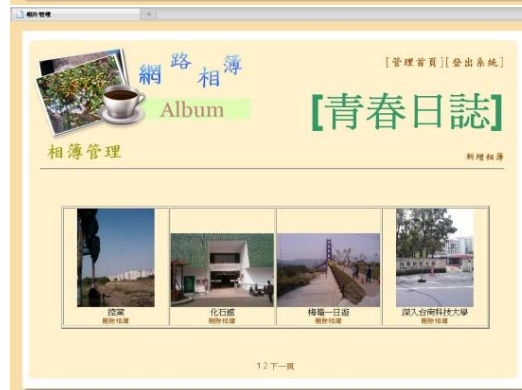 相片管理
網路相簿
Album
[管理首頁][登出系統]
[青春日誌]
相簿管理
新增相簿
化石館
梅嶺一日遊
深入台南科技大學
刪除相簿
刪除相簿
刪除相簿
刪除相簿
1 2 下一頁